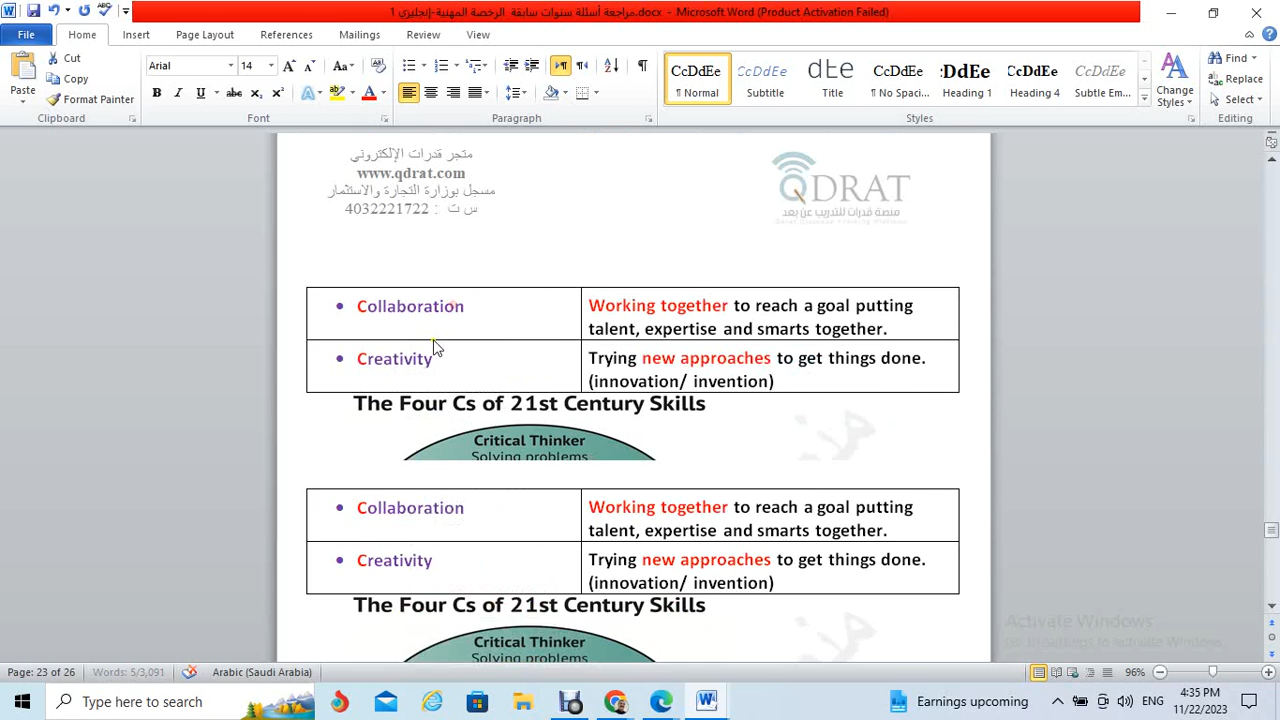 مراجعة أسئلة سنوات سابقة الرخصة المهنية-إنجليزي 1.docx - Microsoft Word (Product Activation Failed)
File Home Insert Page Layout References Mailings Review View
Cut
Copy
Format Painter
Paste
Clipboard
Arial 14
Font
Paragraph
AaBbCcDdEe
¶ Normal
Subtitle
Title
¶ No Spaci...
Heading 1
Heading 4
Subtle Em...
Styles
Change Styles
Find
Replace
Select
Editing
متجر قدرات الإلكتروني
www.qdrat.com
مسجل بوزارة التجارة والاستثمار
س ت : 4032221722
QDRAT
منصة قدرات للتدريب عن بعد
• Collaboration
Working together to reach a goal putting
talent, expertise and smarts together.
• Creativity
Trying new approaches to get things done.
(innovation/ invention)
The Four Cs of 21st Century Skills
Critical Thinker
Solving problems
• Collaboration
Working together to reach a goal putting
talent, expertise and smarts together.
• Creativity
Trying new approaches to get things done.
(innovation/ invention)
The Four Cs of 21st Century Skills
Critical Thinker
Solving problems
Activate Windows
Go to Settings to activate Windows.
Page: 23 of 26 Words: 5/3,091 Arabic (Saudi Arabia) 96%
Type here to search
Earnings upcoming
ENG
4:35 PM
11/22/2023